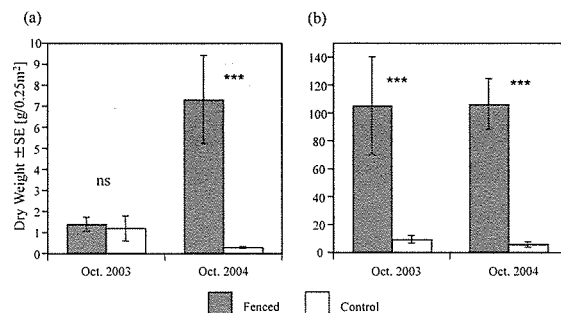 (a)
(b)
Dry Weight ±SE [g/0.25m²]
10
9
8
7
6
5
4
3
2
1
0
ns
***
Oct. 2003
Oct. 2004
140
120
100
80
60
40
20
0
***
***
Oct. 2003
Oct. 2004
Fenced
Control